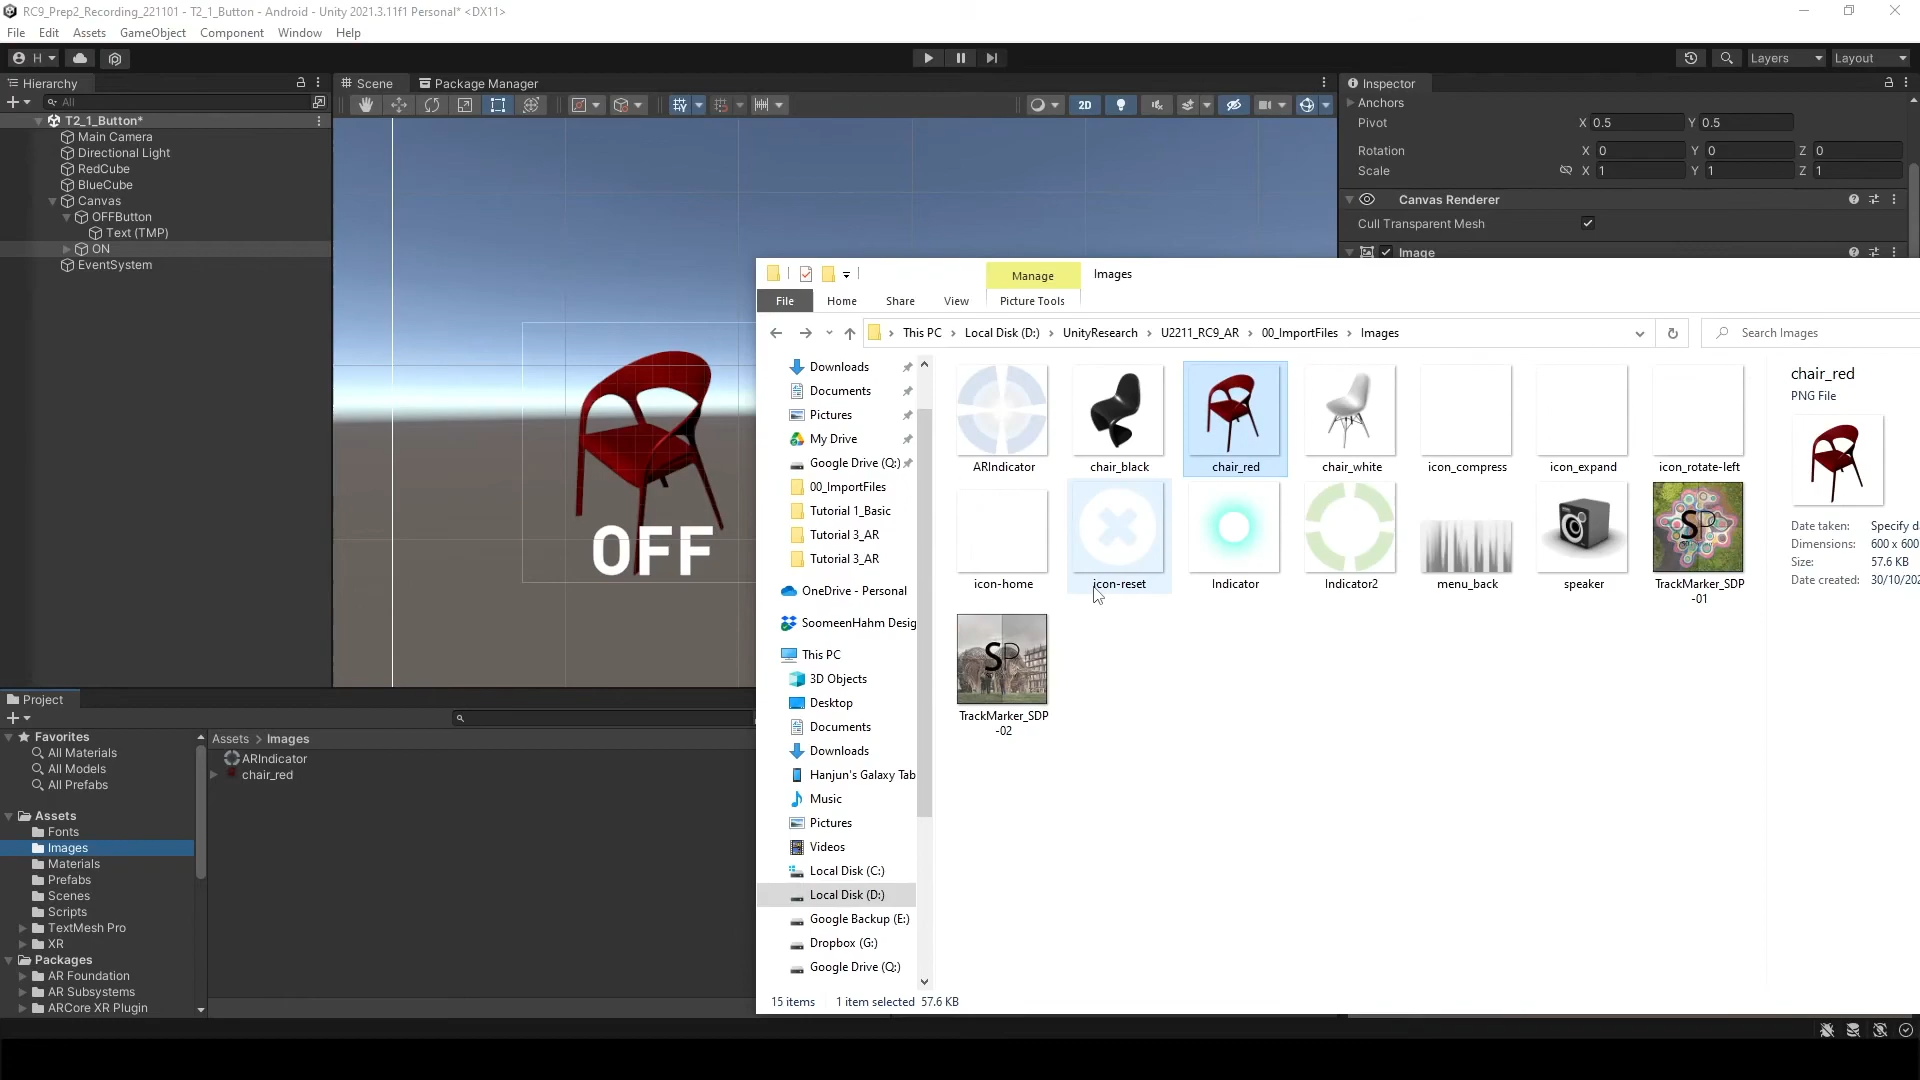 RC9_Prep2_Recording_221101 - T2_1_Button - Android - Unity 2021.3.11f1 Personal* <DX11>
File Edit Assets GameObject Component Window Help
H
Layers Layout
Hierarchy
All
T2_1_Button*
Main Camera
Directional Light
RedCube
BlueCube
Canvas
OFFButton
Text (TMP)
ON
EventSystem
Scene Package Manager
2D
OFF
Inspector
Anchors
Pivot X 0.5 Y 0.5
Rotation X 0 Y 0 Z 0
Scale X 1 Y 1 Z 1
Canvas Renderer
Cull Transparent Mesh
Image
Manage Images
File Home Share View Picture Tools
This PC > Local Disk (D:) > UnityResearch > U2211_RC9_AR > 00_ImportFiles > Images
Search Images
Downloads
Documents
Pictures
My Drive
Google Drive (Q:)
00_ImportFiles
Tutorial 1_Basic
Tutorial 3_AR
Tutorial 3_AR
OneDrive - Personal
SoomeenHahm Desig
This PC
3D Objects
Desktop
Documents
Downloads
Hanjun's Galaxy Tab
Music
Pictures
Videos
Local Disk (C:)
Local Disk (D:)
Google Backup (E:)
Dropbox (G:)
Google Drive (Q:)
ARIndicator chair_black chair_red chair_white icon_compress icon_expand icon_rotate-left
SP
icon-home icon-reset Indicator Indicator2 menu_back speaker TrackMarker_SDP
-01
SP
TrackMarker_SDP
-02
chair_red
PNG File
Date taken: Specify d
Dimensions: 600 x 600
Size: 57.6 KB
Date created: 30/10/202
15 items 1 item selected 57.6 KB
Project
Favorites
All Materials
All Models
All Prefabs
Assets
Fonts
Images
Materials
Prefabs
Scenes
Scripts
TextMesh Pro
XR
Packages
AR Foundation
AR Subsystems
ARCore XR Plugin
Assets > Images
ARIndicator
chair_red